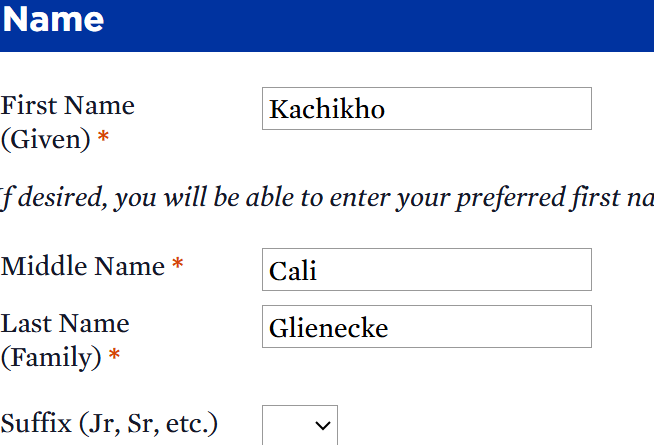 Name
First Name
(Given) *
Kachikho
If desired, you will be able to enter your preferred first na
Middle Name *
Cali
Last Name
(Family) *
Glienecke
Suffix (Jr, Sr, etc.)